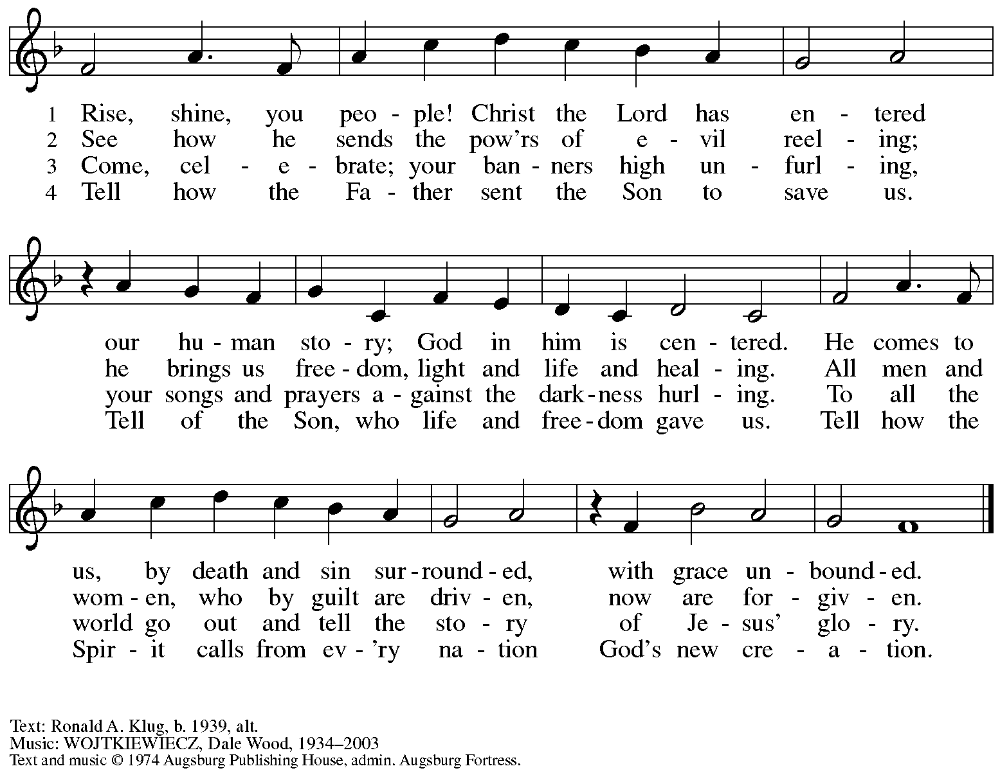 1 Rise, shine, you peo - ple! Christ the Lord has en - tered
2 See how he sends the pow'rs of e - vil reel - ing;
3 Come, cel - e - brate; your ban - ners high un - furl - ing,
4 Tell how the Fa - ther sent the Son to save us.
our hu - man sto - ry; God in him is cen - tered. He comes to
he brings us free - dom, light and life and heal - ing. All men and
your songs and prayers a - gainst the dark - ness hurl - ing. To all the
Tell of the Son, who life and free - dom gave us. Tell how the
us, by death and sin sur - round - ed, with grace un - bound - ed.
wom - en, who by guilt are driv - en, now are for - giv - en.
world go out and tell the sto - ry of Je - sus' glo - ry.
Spir - it calls from ev - 'ry na - tion God's new cre - a - tion.
Text: Ronald A. Klug, b. 1939, alt.
Music: WOJTKIEWIECZ, Dale Wood, 1934–2003
Text and music © 1974 Augsburg Publishing House, admin. Augsburg Fortress.